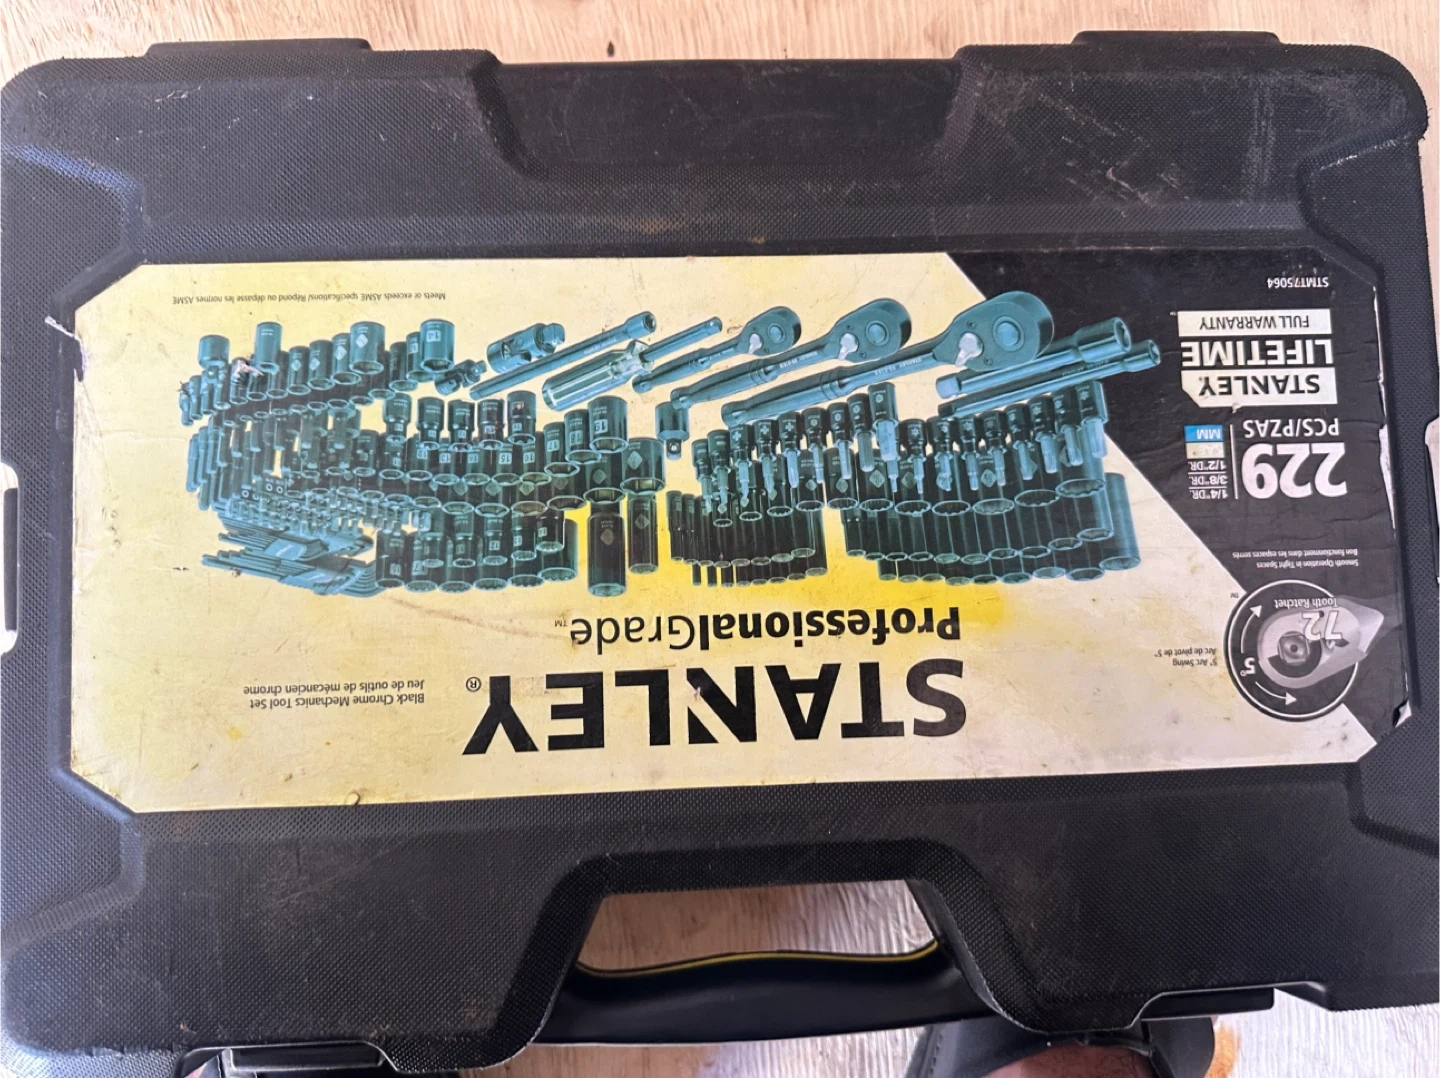 STANLEY®
ProfessionalGrade™
Black Chrome Mechanics Tool Set
Jeu de outils de mécancien chrome
72
Tooth Ratchet
5°
™
5° Arc Swing
Arc de pivot de 5°
Smooth Operation in Tight Spaces
Bon fonctionnement dans les espaces serrés
229
PCS/PZAS
1/4"DR.
3/8"DR.
1/2"DR.
MM
STANLEY®
LIFETIME
FULL WARRANTY
™
STMT75064
Meets or exceeds ASME specifications/ Répond ou dépasse les normes ASME